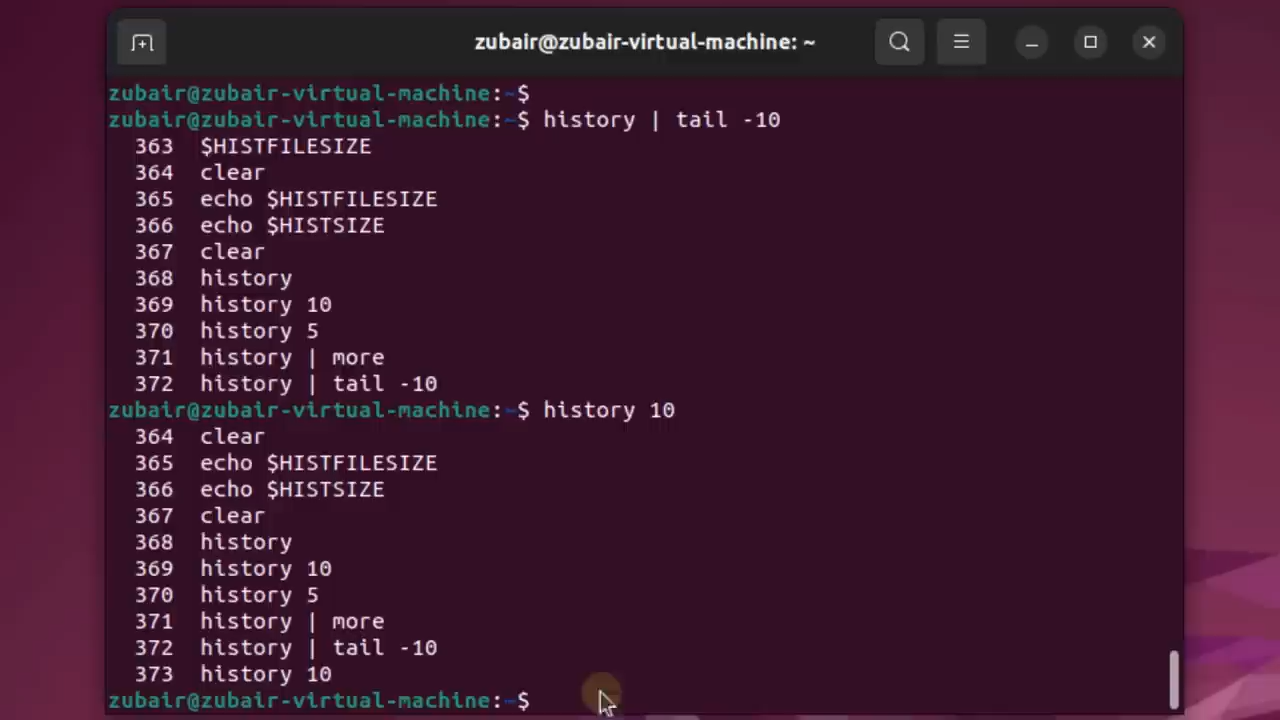 zubair@zubair-virtual-machine: ~
zubair@zubair-virtual-machine:~$
zubair@zubair-virtual-machine:~$ history | tail -10
363 $HISTFILESIZE
364 clear
365 echo $HISTFILESIZE
366 echo $HISTSIZE
367 clear
368 history
369 history 10
370 history 5
371 history | more
372 history | tail -10
zubair@zubair-virtual-machine:~$ history 10
364 clear
365 echo $HISTFILESIZE
366 echo $HISTSIZE
367 clear
368 history
369 history 10
370 history 5
371 history | more
372 history | tail -10
373 history 10
zubair@zubair-virtual-machine:~$